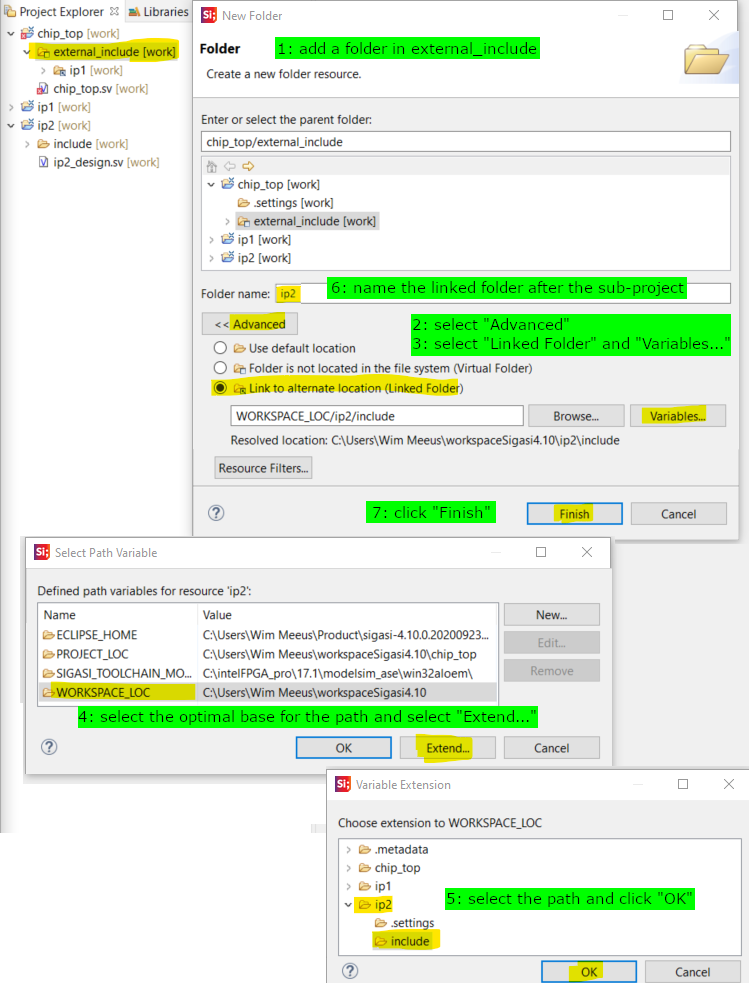 Project Explorer
Libraries
chip_top [work]
external_include [work]
ip1 [work]
chip_top.sv [work]
ip1 [work]
ip2 [work]
include [work]
ip2_design.sv [work]
Si;
New Folder
Folder
1: add a folder in external_include
Create a new folder resource.
Enter or select the parent folder:
chip_top/external_include
chip_top [work]
.settings [work]
external_include [work]
ip1 [work]
ip2 [work]
6: name the linked folder after the sub-project
Folder name: ip2
<< Advanced
2: select "Advanced"
3: select "Linked Folder" and "Variables..."
Use default location
Folder is not located in the file system (Virtual Folder)
Link to alternate location (Linked Folder)
WORKSPACE_LOC/ip2/include
Browse...
Variables...
Resolved location: C:\Users\Wim Meeus\workspaceSigasi4.10\ip2\include
Resource Filters...
?
7: click "Finish"
Finish
Cancel
Si;
Select Path Variable
Defined path variables for resource 'ip2':
Name
Value
ECLIPSE_HOME
C:\Users\Wim Meeus\Product\sigasi-4.10.0.20200923...
PROJECT_LOC
C:\Users\Wim Meeus\workspaceSigasi4.10\chip_top
SIGASI_TOOLCHAIN_MO...
C:\intelFPGA_pro\17.1\modelsim_ase\win32aloem\
WORKSPACE_LOC
C:\Users\Wim Meeus\workspaceSigasi4.10
New...
Edit...
Remove
4: select the optimal base for the path and select "Extend..."
?
OK
Extend...
Cancel
Si;
Variable Extension
Choose extension to WORKSPACE_LOC
.metadata
chip_top
ip1
ip2
.settings
include
5: select the path and click "OK"
?
OK
Cancel